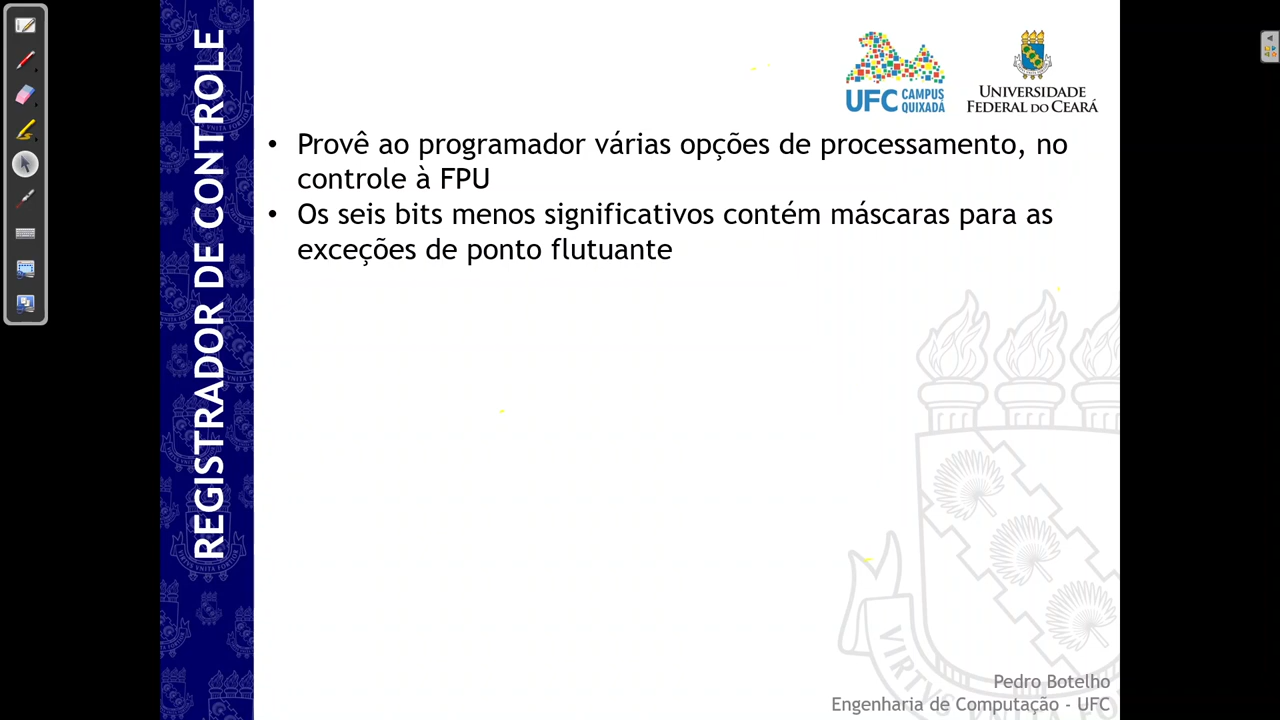 REGISTRADOR DE CONTROLE
UFC CAMPUS
QUIXADÁ
UNIVERSIDADE
FEDERAL DO CEARÁ
• Provê ao programador várias opções de processamento, no
controle à FPU
• Os seis bits menos significativos contém máscaras para as
exceções de ponto flutuante
Pedro Botelho
Engenharia de Computação - UFC